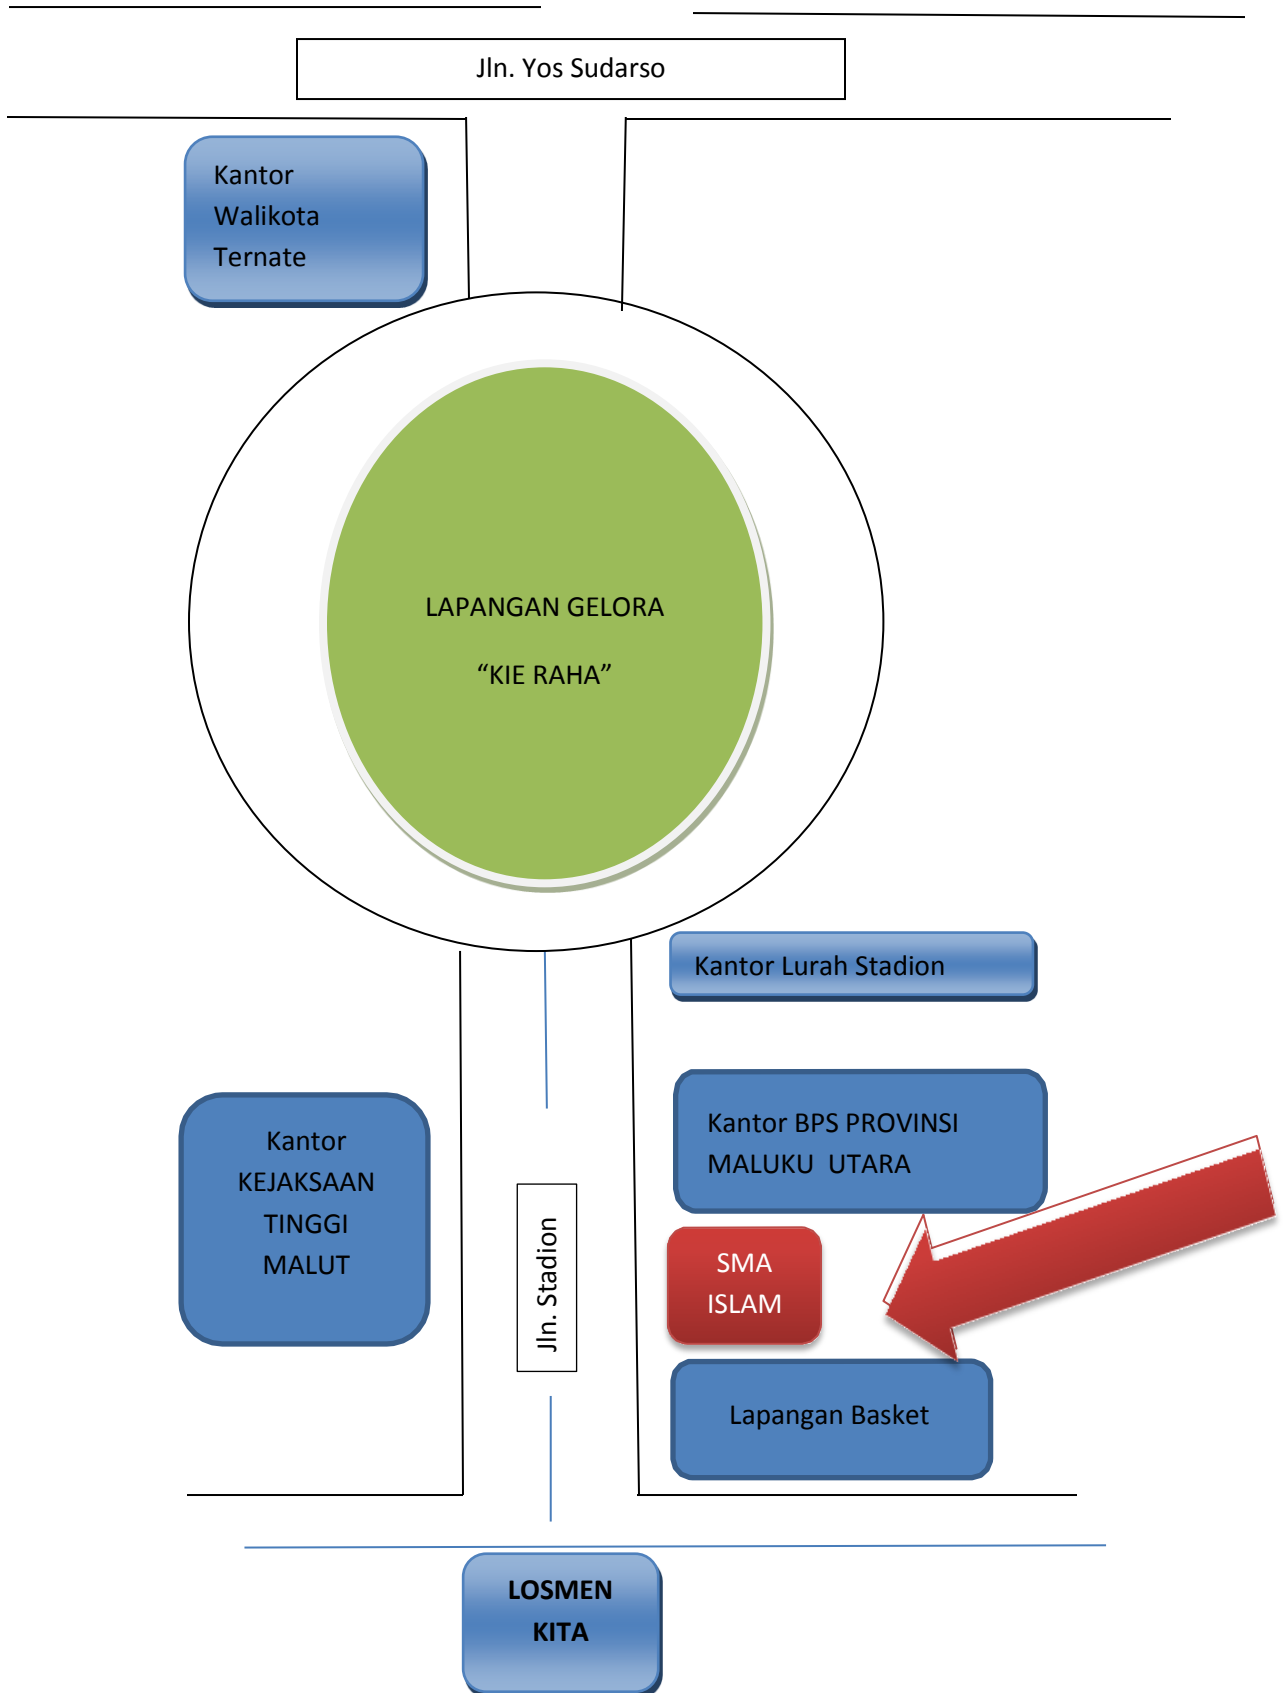 Jln. Yos Sudarso
Kantor
Walikota
Ternate
LAPANGAN GELORA
“KIE RAHA”
Kantor Lurah Stadion
Kantor BPS PROVINSI
MALUKU  UTARA
Kantor
KEJAKSAAN
TINGGI
MALUT
Jln. Stadion
SMA
ISLAM
Lapangan Basket
LOSMEN
KITA